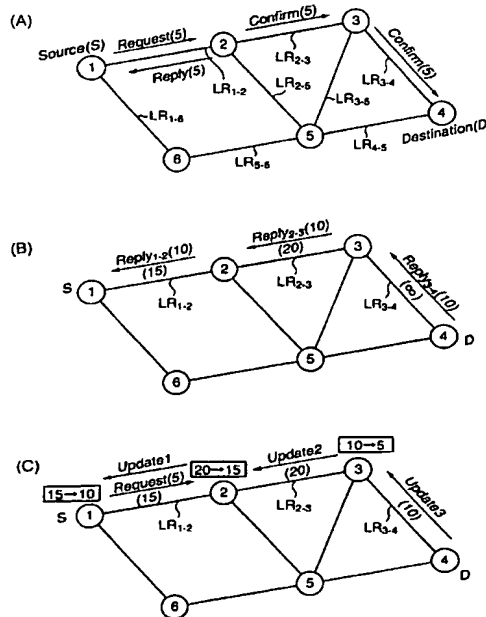 (A)
Source(S)
Request(5)
Reply(5)
Confirm(5)
Confirm(5)
1
2
3
4
5
6
LR1-2
LR2-3
LR2-5
LR3-5
LR3-4
LR1-6
LR5-6
LR4-5
Destination(D
(B)
S
Reply1-2(10)
(15)
LR1-2
Reply2-3(10)
(20)
LR2-3
Reply3-4(10)
(∞)
LR3-4
1
2
3
4
5
6
D
(C)
15→10
Update1
Request(5)
(15)
LR1-2
20→15
Update2
(20)
LR2-3
10→5
Update3
(10)
LR3-4
S
1
2
3
4
5
6
D